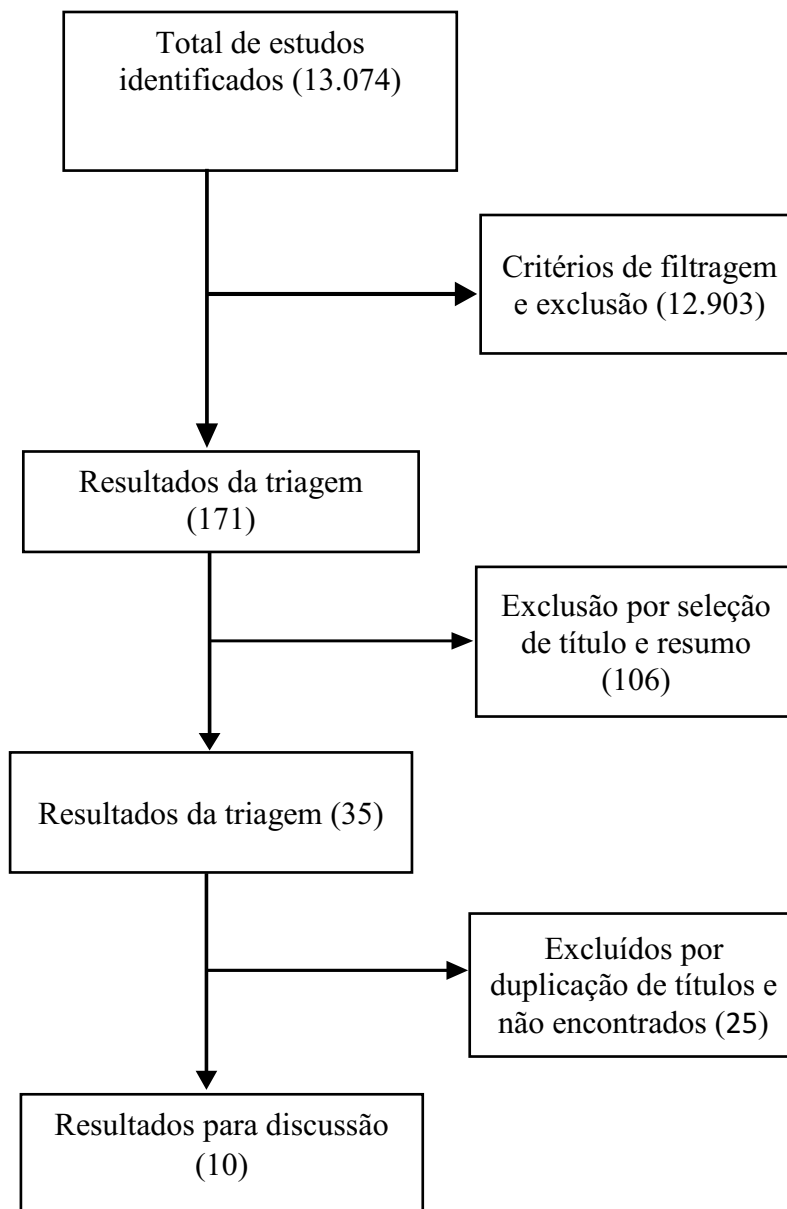 Total de estudos
identificados (13.074)
Critérios de filtragem
e exclusão (12.903)
Resultados da triagem
(171)
Exclusão por seleção
de título e resumo
(106)
Resultados da triagem (35)
Excluídos por
duplicação de títulos e
não encontrados (25)
Resultados para discussão
(10)